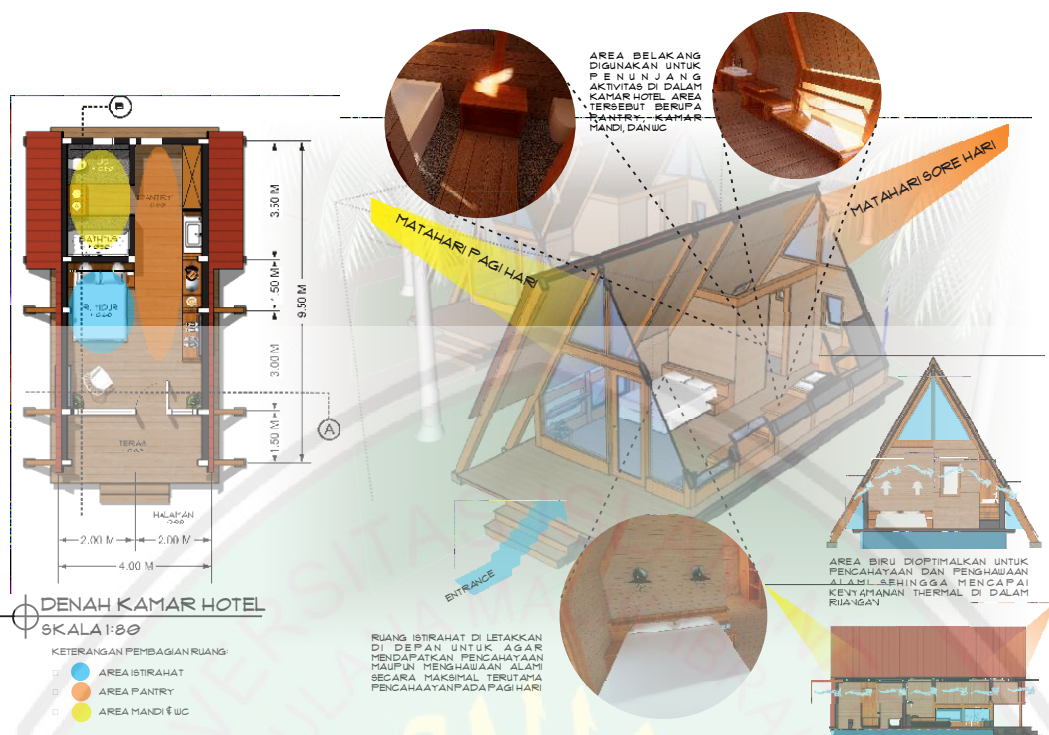 B
PANTRY
R. TIDUR
TERAS
HALAMAN
3.50 M
1.50 M
3.00 M
1.50 M
9.50 M
A
2.00 M
2.00 M
4.00 M
DENAH KAMAR HOTEL
SKALA 1:80
KETERANGAN PEMBAGIAN RUANG:
AREA ISTIRAHAT
AREA PANTRY
AREA MANDI & WC
AREA BELAKANG
DIGUNAKAN UNTUK
PENUNJANG
AKTIVITAS DI DALAM
KAMAR HOTEL AREA
TERSEBUT BERUPA
PANTRY, KAMAR
MANDI, DAN WC
MATAHARI PAGI HARI
MATAHARI SORE HARI
ENTRANCE
RUANG ISTIRAHAT DI LETAKKAN
DI DEPAN UNTUK AGAR
MENDAPATKAN PENCAHAYAAN
MAUPUN MENGHAWAAN ALAMI
SECARA MAKSIMAL TERUTAMA
PENCAHAAYAN PADA PAGI HARI
AREA BIRU DIOPTIMALKAN UNTUK
PENCAHAYAAN DAN PENGHAWAAN
ALAMI SEHINGGA MENCAPAI
KENYAMANAN THERMAL DI DALAM
RUANGAN